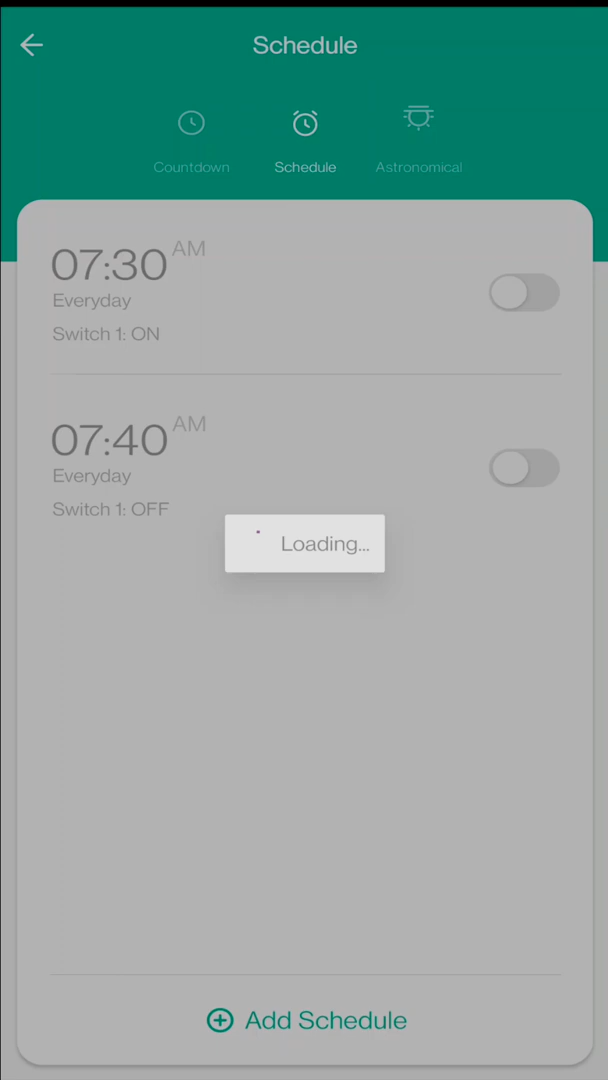 Schedule
Countdown
Schedule
Astronomical
07:30 AM
Everyday
Switch 1: ON
07:40 AM
Everyday
Switch 1: OFF
Loading...
Add Schedule